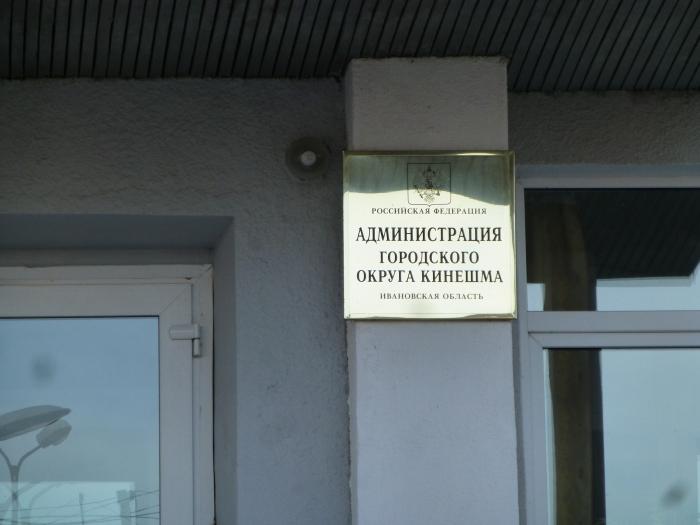 РОССИЙСКАЯ ФЕДЕРАЦИЯ
АДМИНИСТРАЦИЯ
ГОРОДСКОГО
ОКРУГА КИНЕШМА
ИВАНОВСКАЯ ОБЛАСТЬ